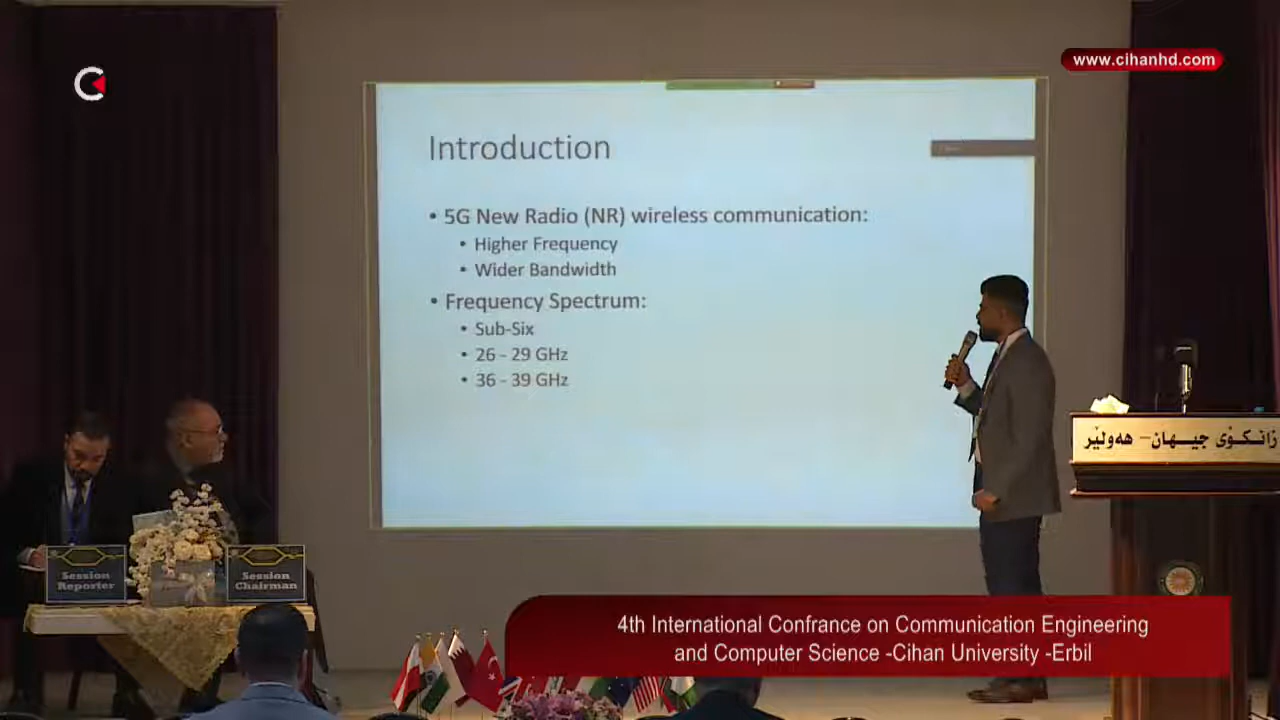 www.cihanhd.com
Introduction
• 5G New Radio (NR) wireless communication:
• Higher Frequency
• Wider Bandwidth
• Frequency Spectrum:
• Sub-Six
• 26 - 29 GHz
• 36 - 39 GHz
زانکۆی جیهان - هەولێر
Session
Reporter
Session
Chairman
4th International Confrance on Communication Engineering
and Computer Science -Cihan University -Erbil